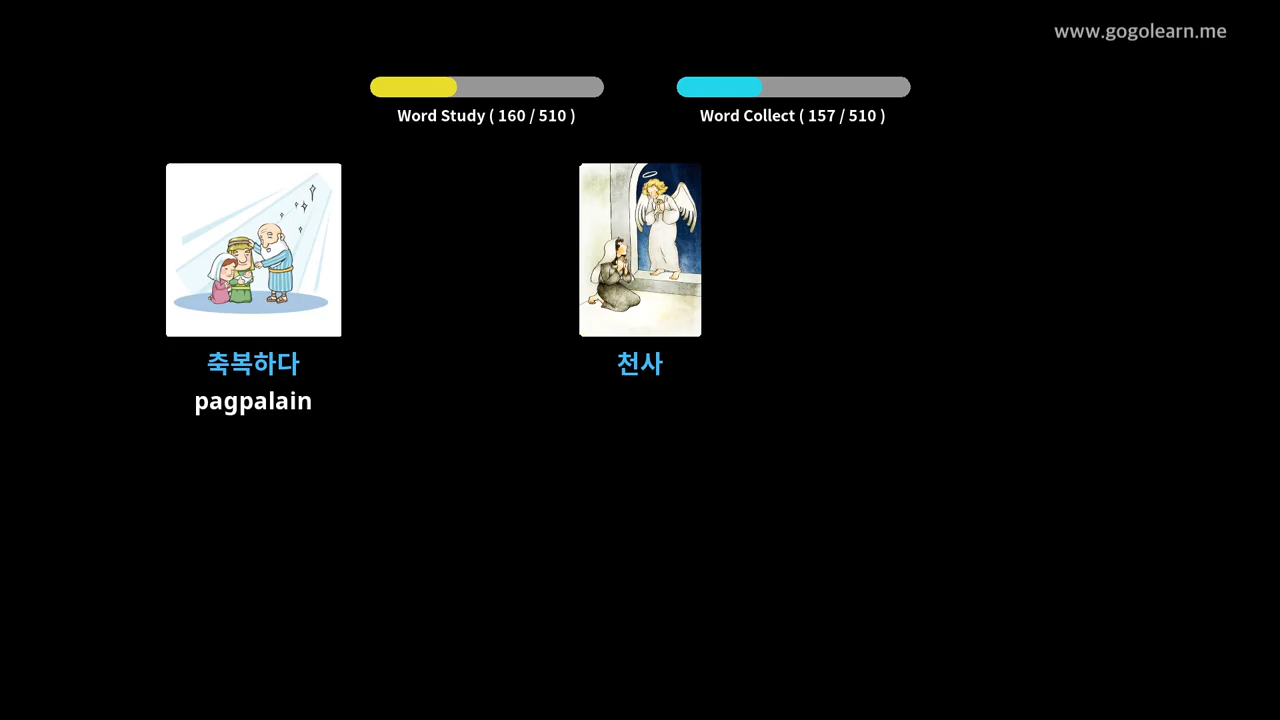 www.gogolearn.me
Word Study ( 160 / 510 )
Word Collect ( 157 / 510 )
축복하다
pagpalain
천사